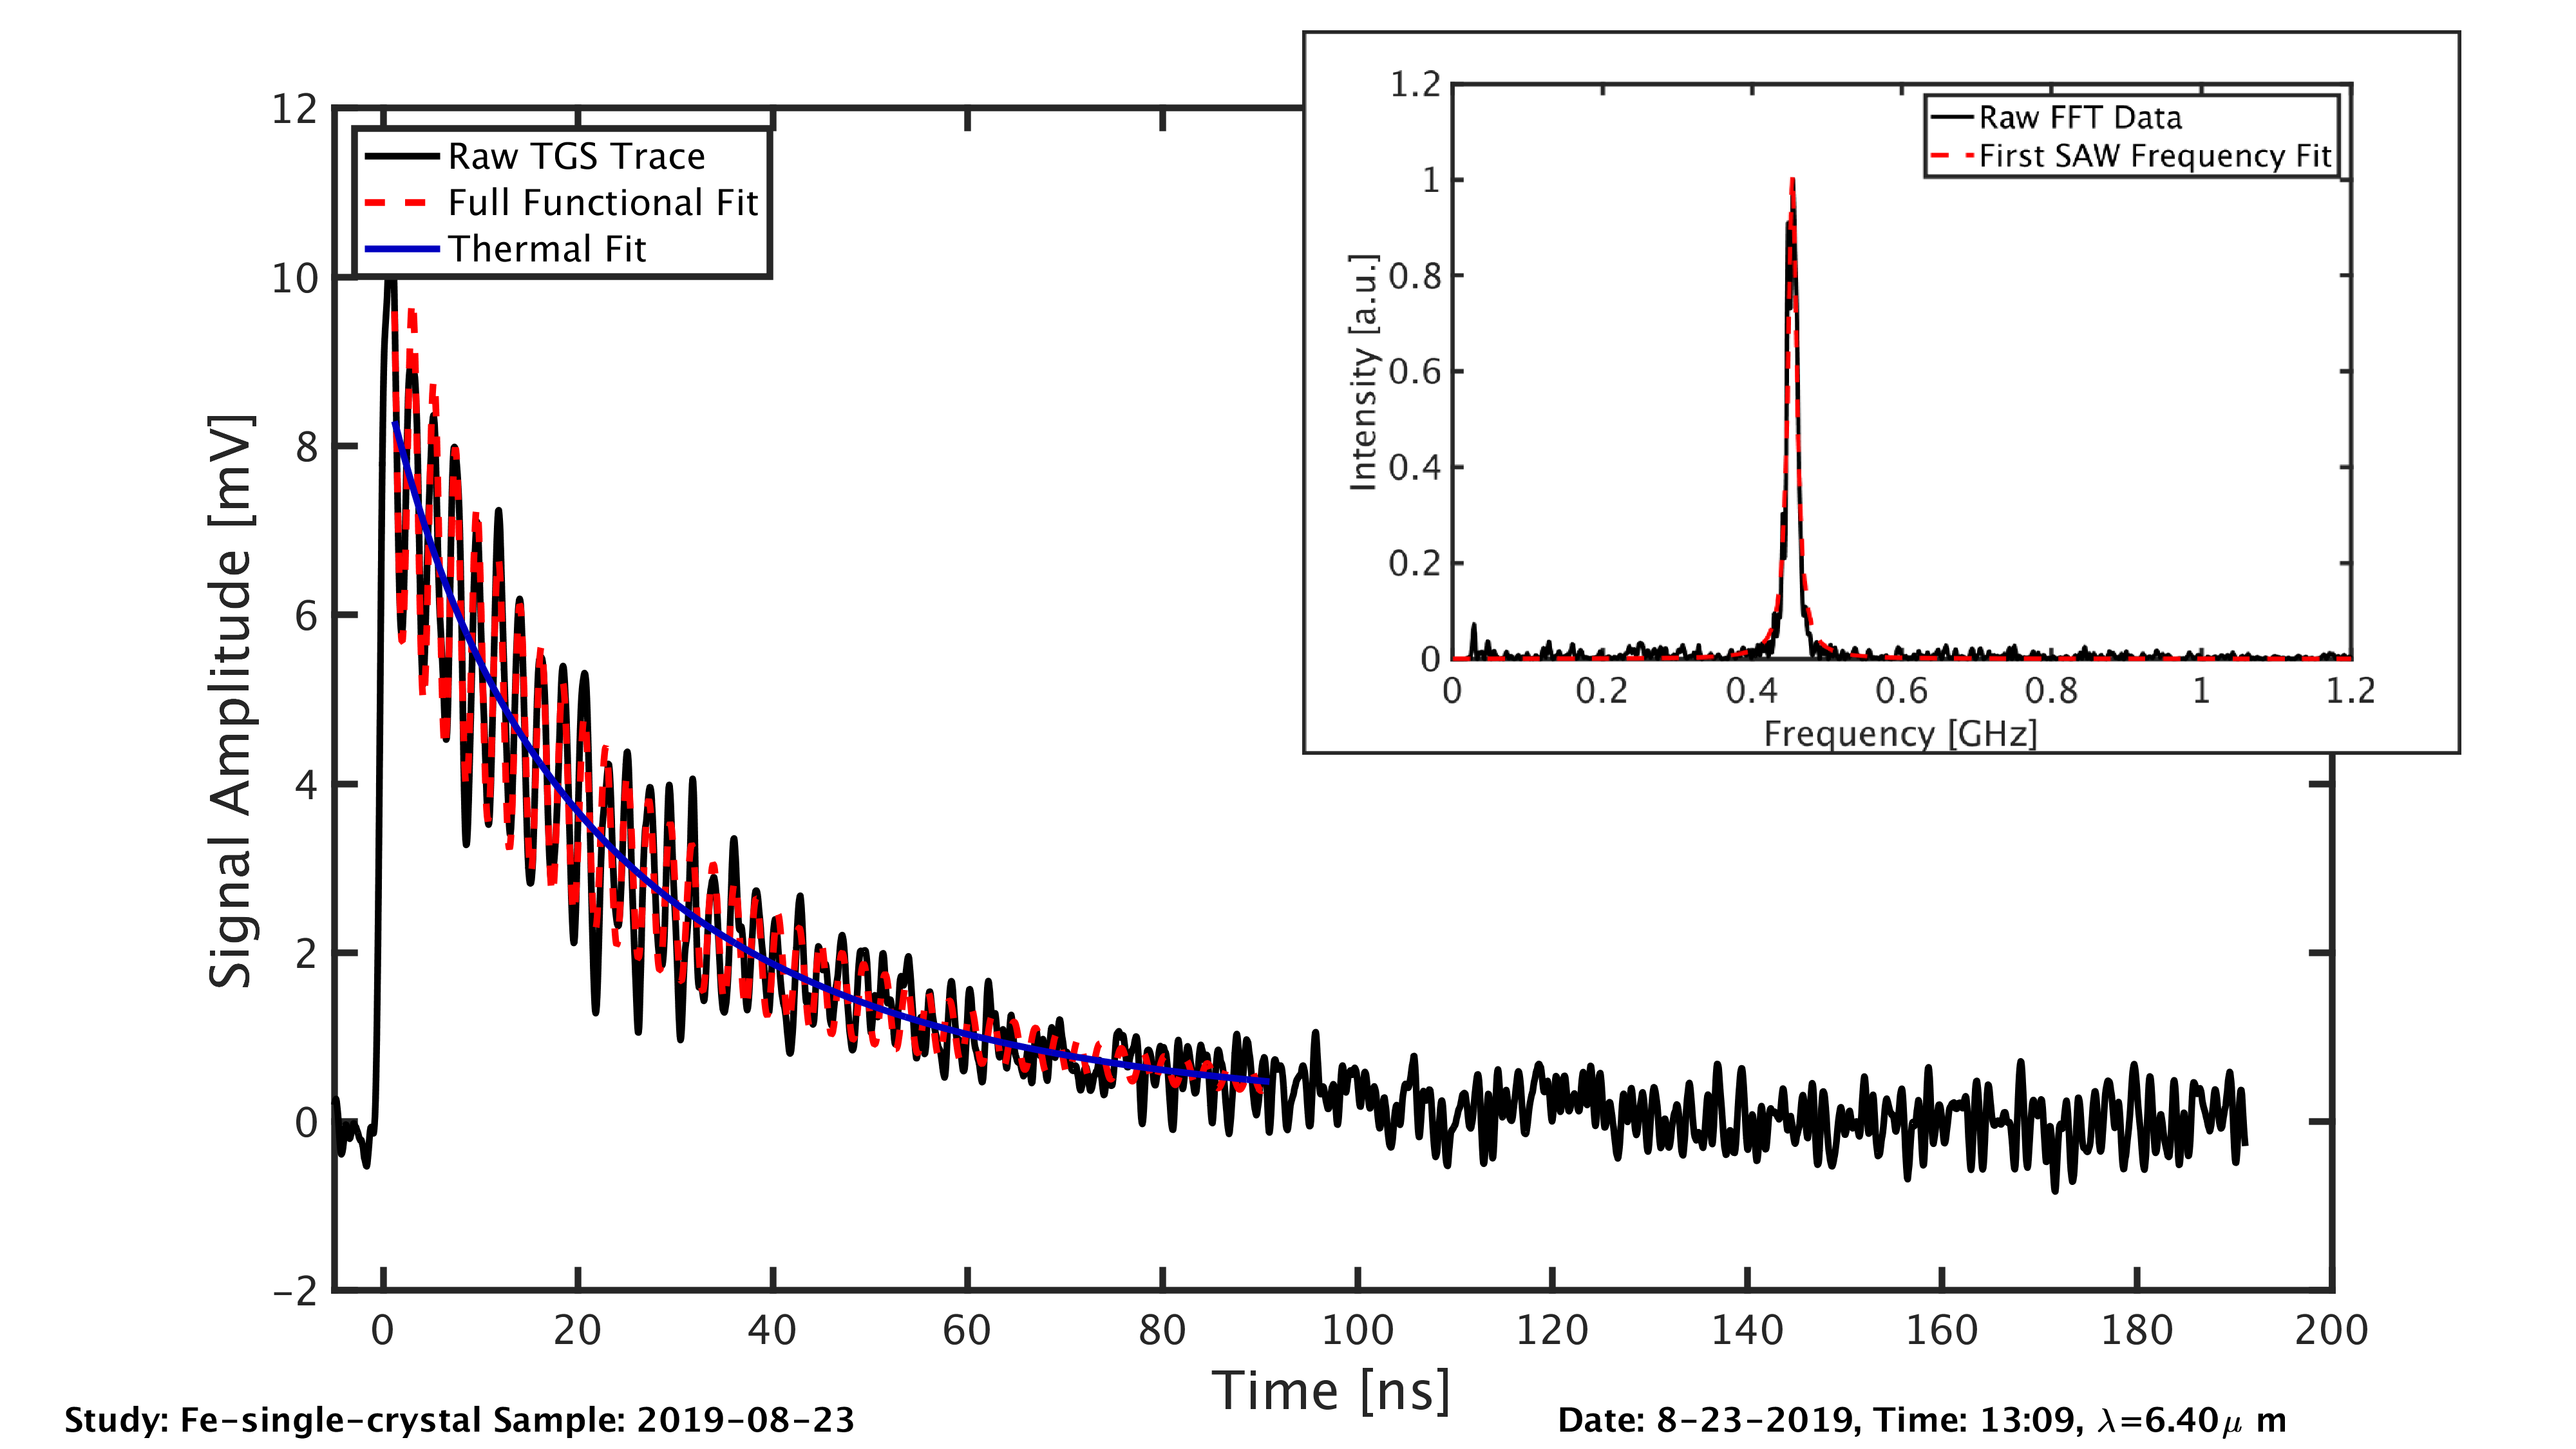 12
10
8
6
4
2
0
-2
Signal Amplitude [mV]
Raw TGS Trace
Full Functional Fit
Thermal Fit
0 20 40 60 80 100 120 140 160 180 200
Time [ns]
1.2
1
0.8
0.6
0.4
0.2
0
Intensity [a.u.]
Raw FFT Data
First SAW Frequency Fit
0 0.2 0.4 0.6 0.8 1 1.2
Frequency [GHz]
Study: Fe-single-crystal Sample: 2019-08-23
Date: 8-23-2019, Time: 13:09, λ=6.40μ m